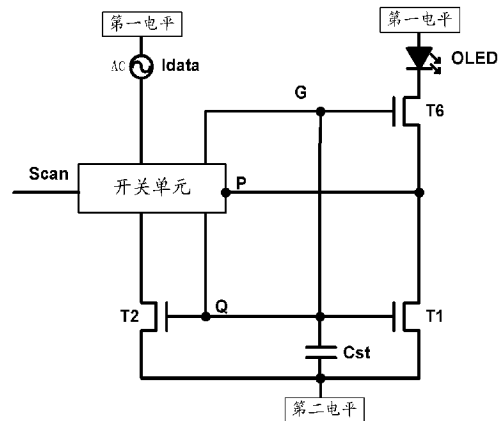 第一电平
第一电平
AC Idata
OLED
G
T6
Scan
开关单元
P
T2
Q
T1
Cst
第二电平